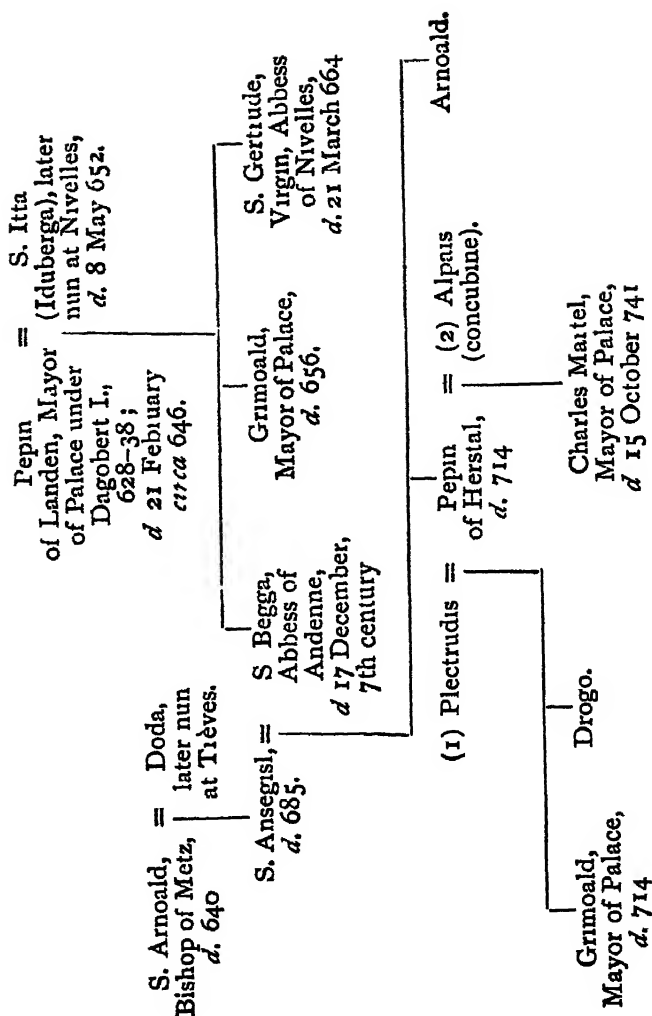 Pepin = S. Itta
of Landen, Mayor (Iduberga), later
of Palace under nun at Nivelles,
Dagobert I., d. 8 May 652.
628–38;
d 21 Febiuary
circa 646.
S. Arnoald, = Doda,
Bishop of Metz, later nun
d. 640 at Tièves.
S. Ansegisl, =
d. 685.
S Begga,
Abbess of
Andenne,
d 17 December,
7th century
Grimoald,
Mayor of Palace,
d. 656.
S. Gertiude,
Virgin, Abbess
of Nivelles,
d. 21 March 664
(1) Plectrudis = Pepin = (2) Alpais
of Herstal, (concubine).
d. 714
Arnoald.
Grimoald,
Mayor of Palace,
d. 714
Drogo.
Charles Maitel,
Mayor of Palace,
d 15 October 741